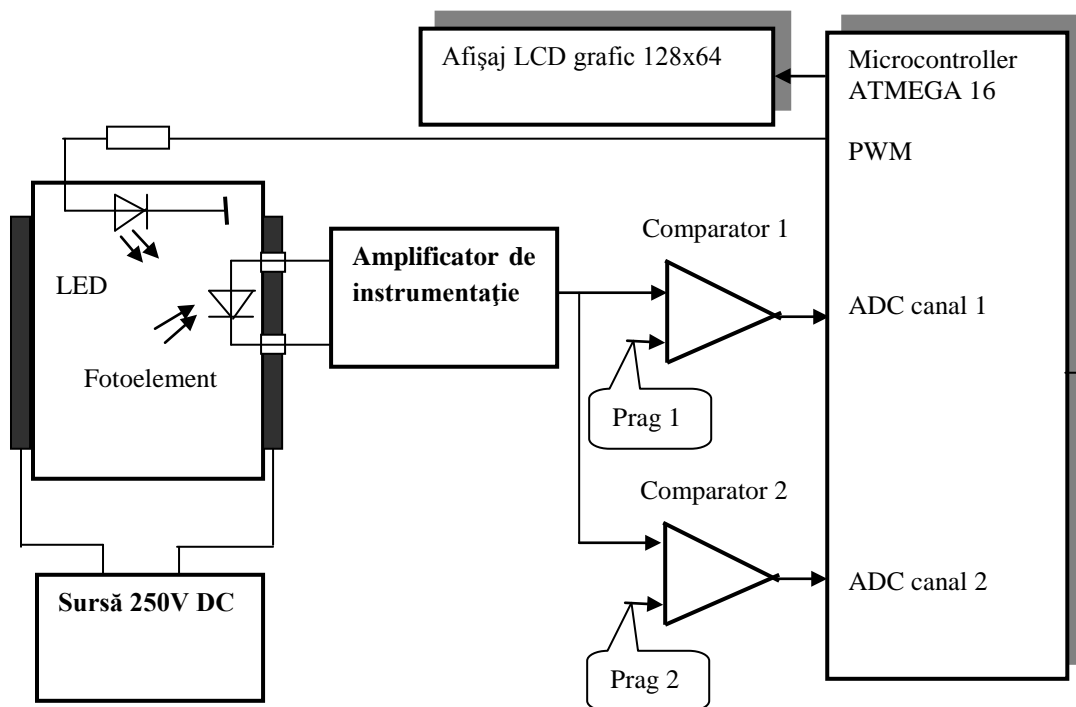 Afişaj LCD grafic 128x64
Microcontroller
ATMEGA 16
PWM
Comparator 1
Amplificator de
instrumentaţie
LED
ADC canal 1
Fotoelement
Prag 1
Comparator 2
Sursă 250V DC
ADC canal 2
Prag 2